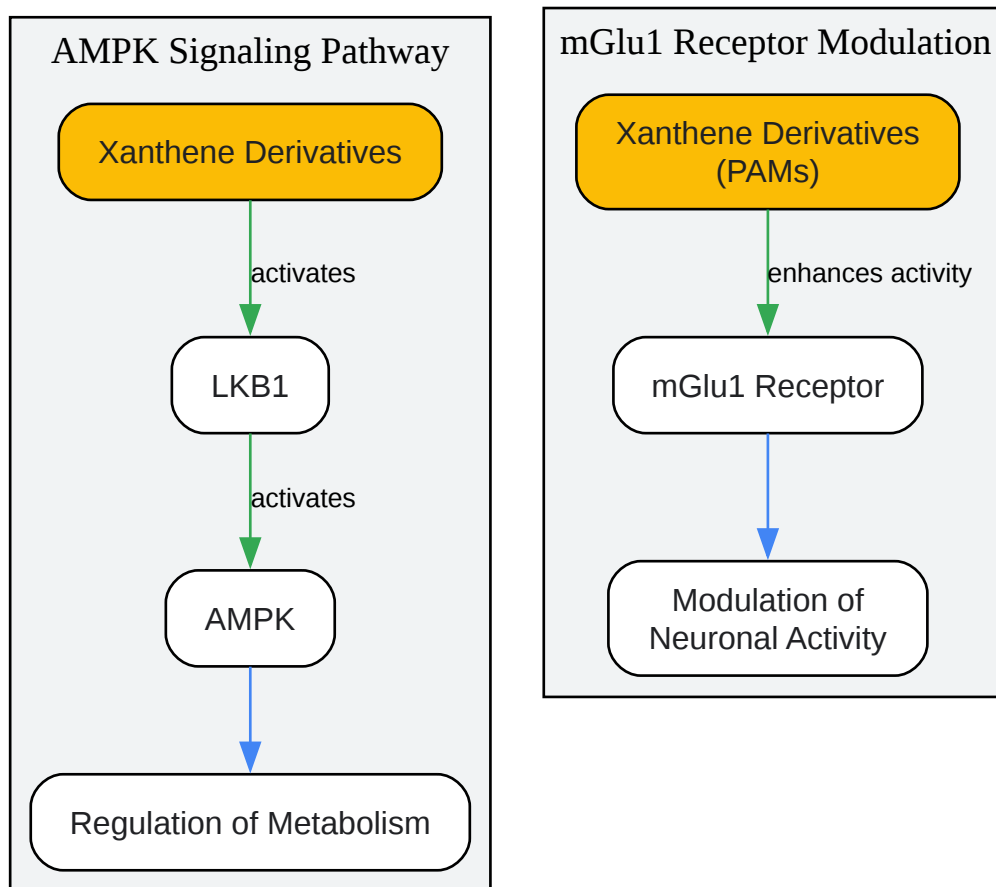 AMPK Signaling Pathway
Xanthene Derivatives
activates
LKB1
activates
AMPK
Regulation of Metabolism
mGlu1 Receptor Modulation
Xanthene Derivatives
(PAMs)
enhances activity
mGlu1 Receptor
Modulation of
Neuronal Activity